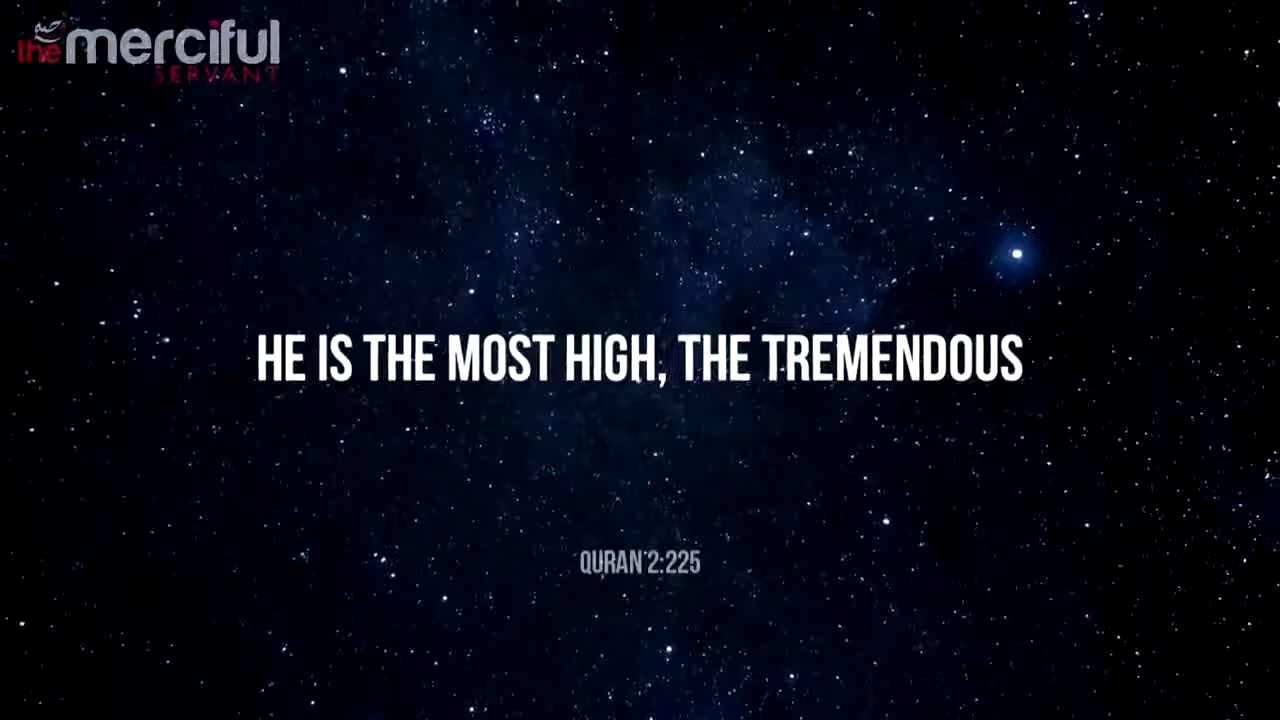 the merciful
SERVANT
HE IS THE MOST HIGH, THE TREMENDOUS
QURAN 2:225